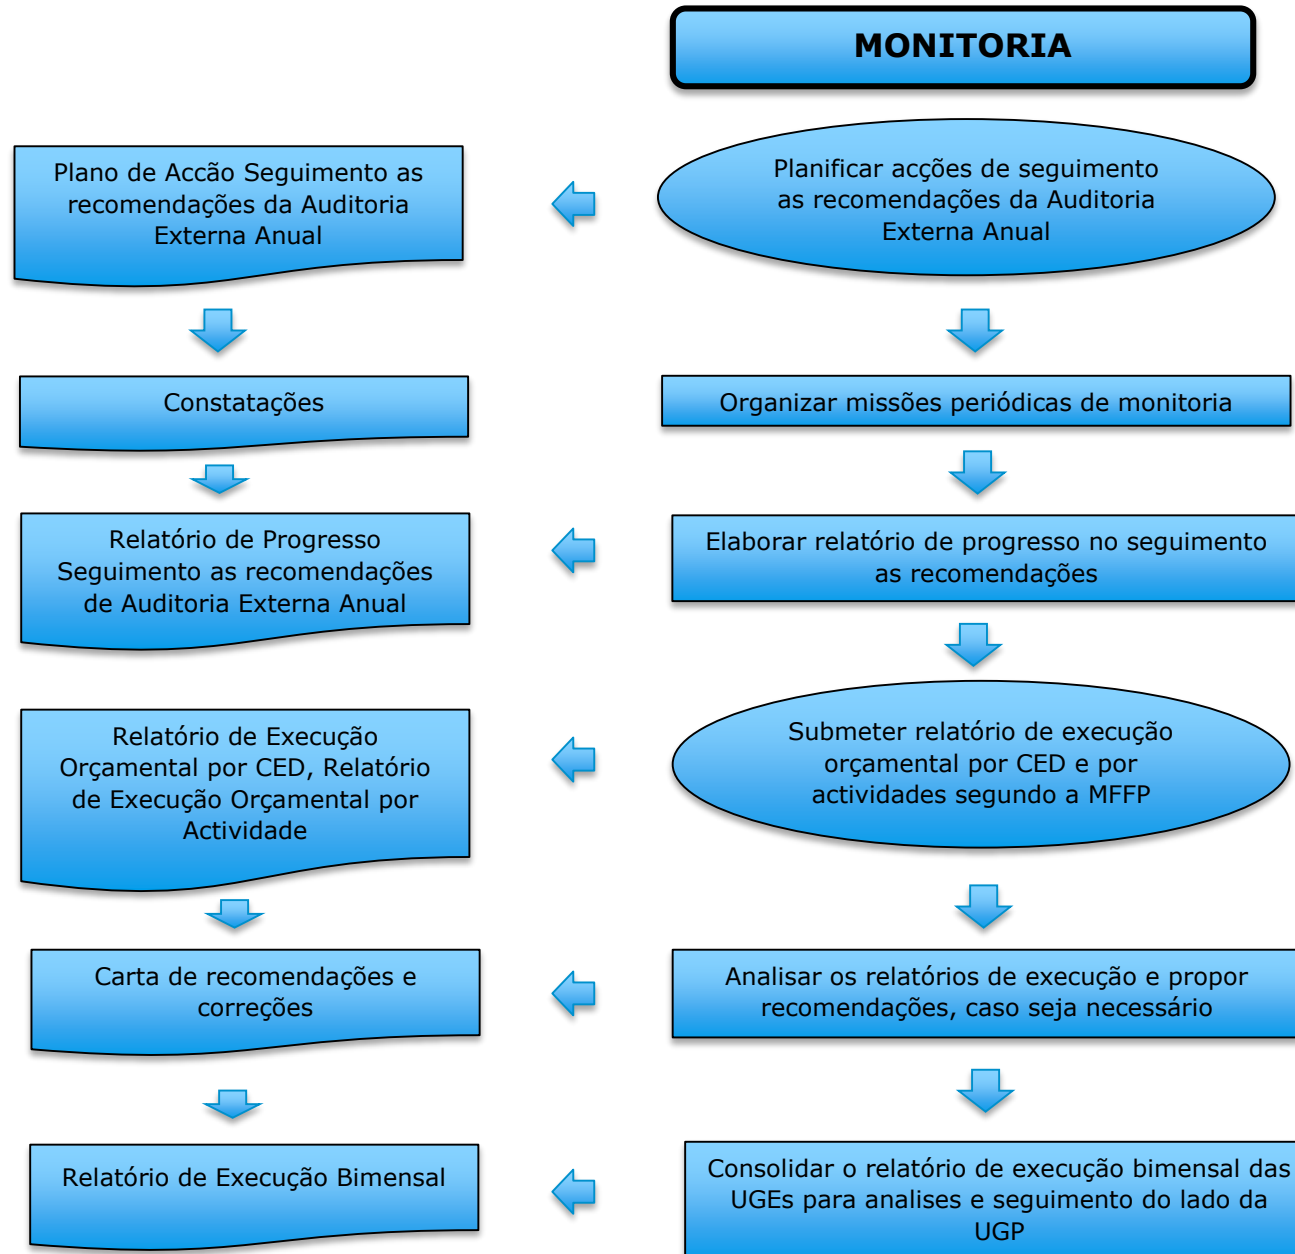 MONITORIA
Plano de Accão Seguimento as
recomendações da Auditoria
Externa Anual
Planificar acções de seguimento
as recomendações da Auditoria
Externa Anual
Constatações
Organizar missões periódicas de monitoria
Relatório de Progresso
Seguimento as recomendações
de Auditoria Externa Anual
Elaborar relatório de progresso no seguimento
as recomendações
Relatório de Execução
Orçamental por CED, Relatório
de Execução Orçamental por
Actividade
Submeter relatório de execução
orçamental por CED e por
actividades segundo a MFFP
Carta de recomendações e
correções
Analisar os relatórios de execução e propor
recomendações, caso seja necessário
Relatório de Execução Bimensal
Consolidar o relatório de execução bimensal das
UGEs para analises e seguimento do lado da
UGP